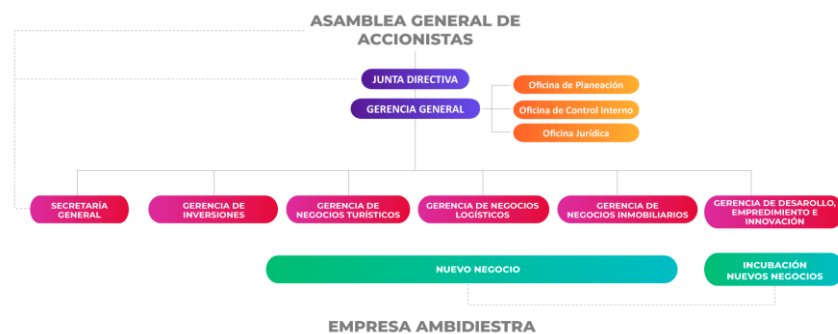 ASAMBLEA GENERAL DE
ACCIONISTAS
JUNTA DIRECTIVA
GERENCIA GENERAL
Oficina de Planeación
Oficina de Control Interno
Oficina Jurídica
SECRETARÍA
GENERAL
GERENCIA DE
INVERSIONES
GERENCIA DE
NEGOCIOS TURÍSTICOS
GERENCIA DE NEGOCIOS
LOGÍSTICOS
GERENCIA DE
NEGOCIOS INMOBILIARIOS
GERENCIA DE DESAROLLO,
EMPREDIMIENTO E
INNOVACIÓN
NUEVO NEGOCIO
INCUBACIÓN
NUEVOS NEGOCIOS
EMPRESA AMBIDIESTRA